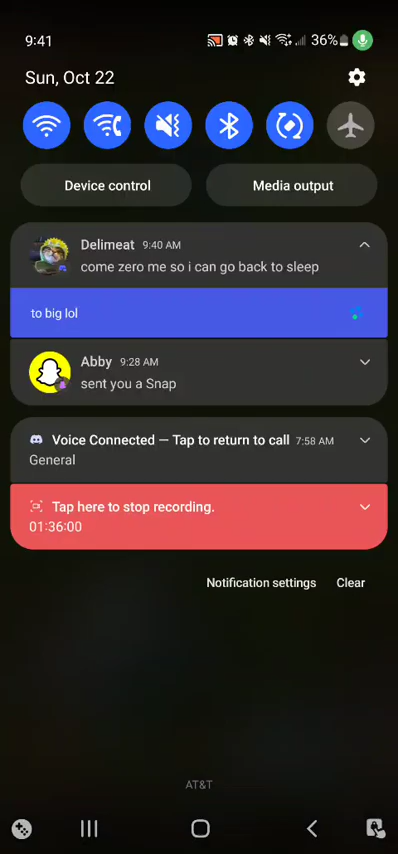 9:41
36%
Sun, Oct 22
Device control
Media output
Delimeat 9:40 AM
come zero me so i can go back to sleep
to big lol
Abby 9:28 AM
sent you a Snap
Voice Connected — Tap to return to call 7:58 AM
General
Tap here to stop recording.
01:36:00
Notification settings
Clear
AT&T